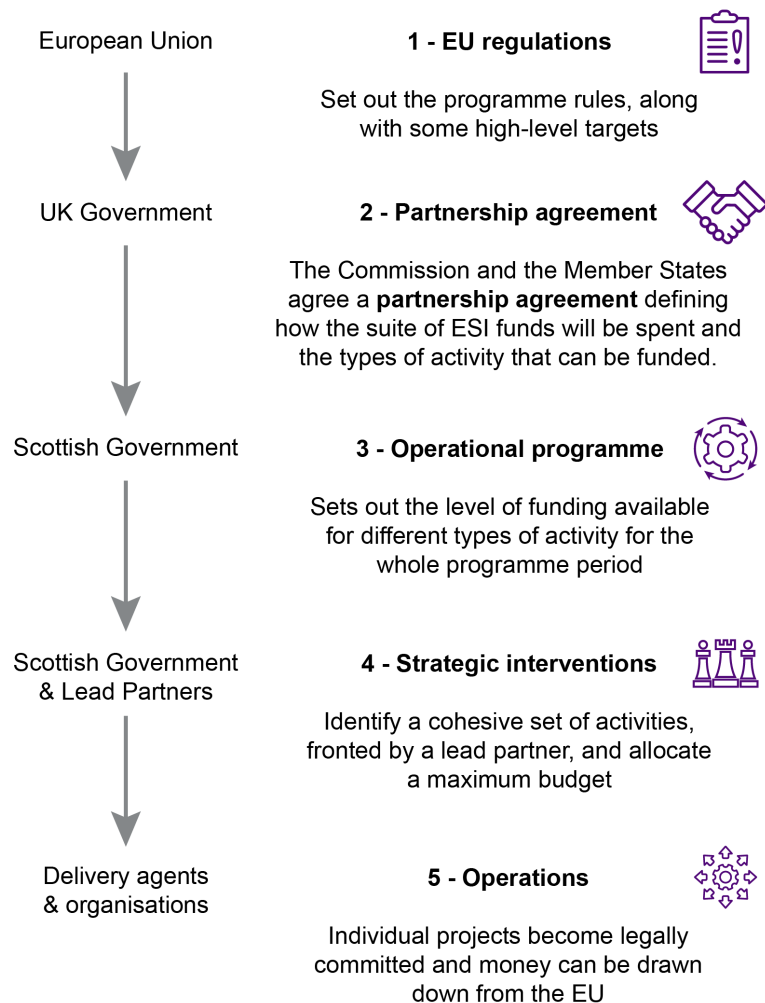 European Union
1 - EU regulations
Set out the programme rules, along
with some high-level targets
UK Government
2 - Partnership agreement
The Commission and the Member States
agree a partnership agreement defining
how the suite of ESI funds will be spent and
the types of activity that can be funded.
Scottish Government
3 - Operational programme
Sets out the level of funding available
for different types of activity for the
whole programme period
Scottish Government
& Lead Partners
4 - Strategic interventions
Identify a cohesive set of activities,
fronted by a lead partner, and allocate
a maximum budget
Delivery agents
& organisations
5 - Operations
Individual projects become legally
committed and money can be drawn
down from the EU